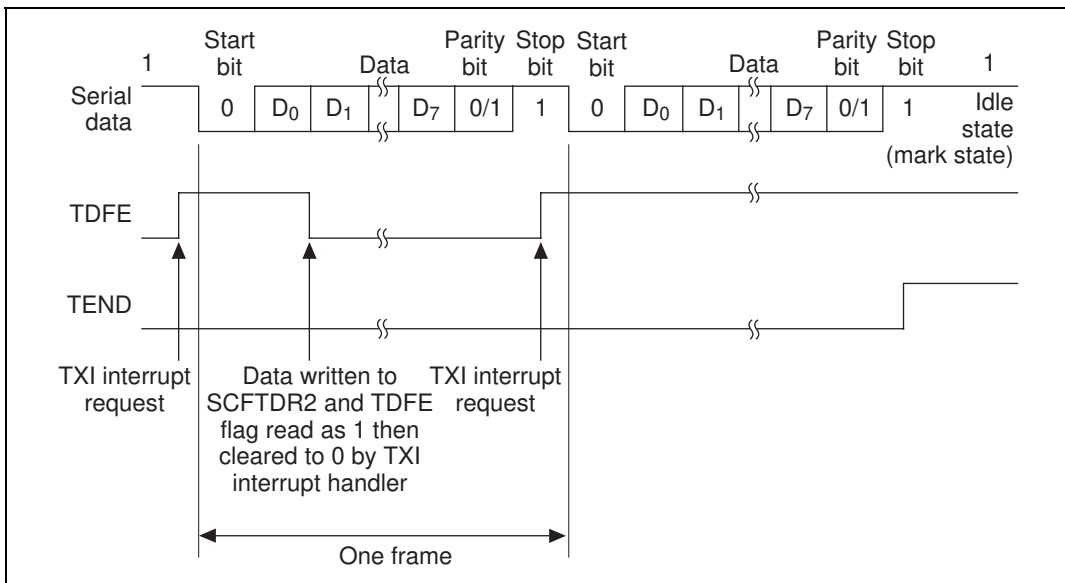 Start Parity Stop Start Parity Stop
1 bit Data bit bit bit Data bit bit 1
Serial data 0 D0 D1 D7 0/1 1 0 D0 D1 D7 0/1 1 Idle state (mark state)
TDFE
TEND
TXI interrupt request
Data written to
SCFTDR2 and TDFE
flag read as 1 then
cleared to 0 by TXI
interrupt handler
TXI interrupt
request
One frame